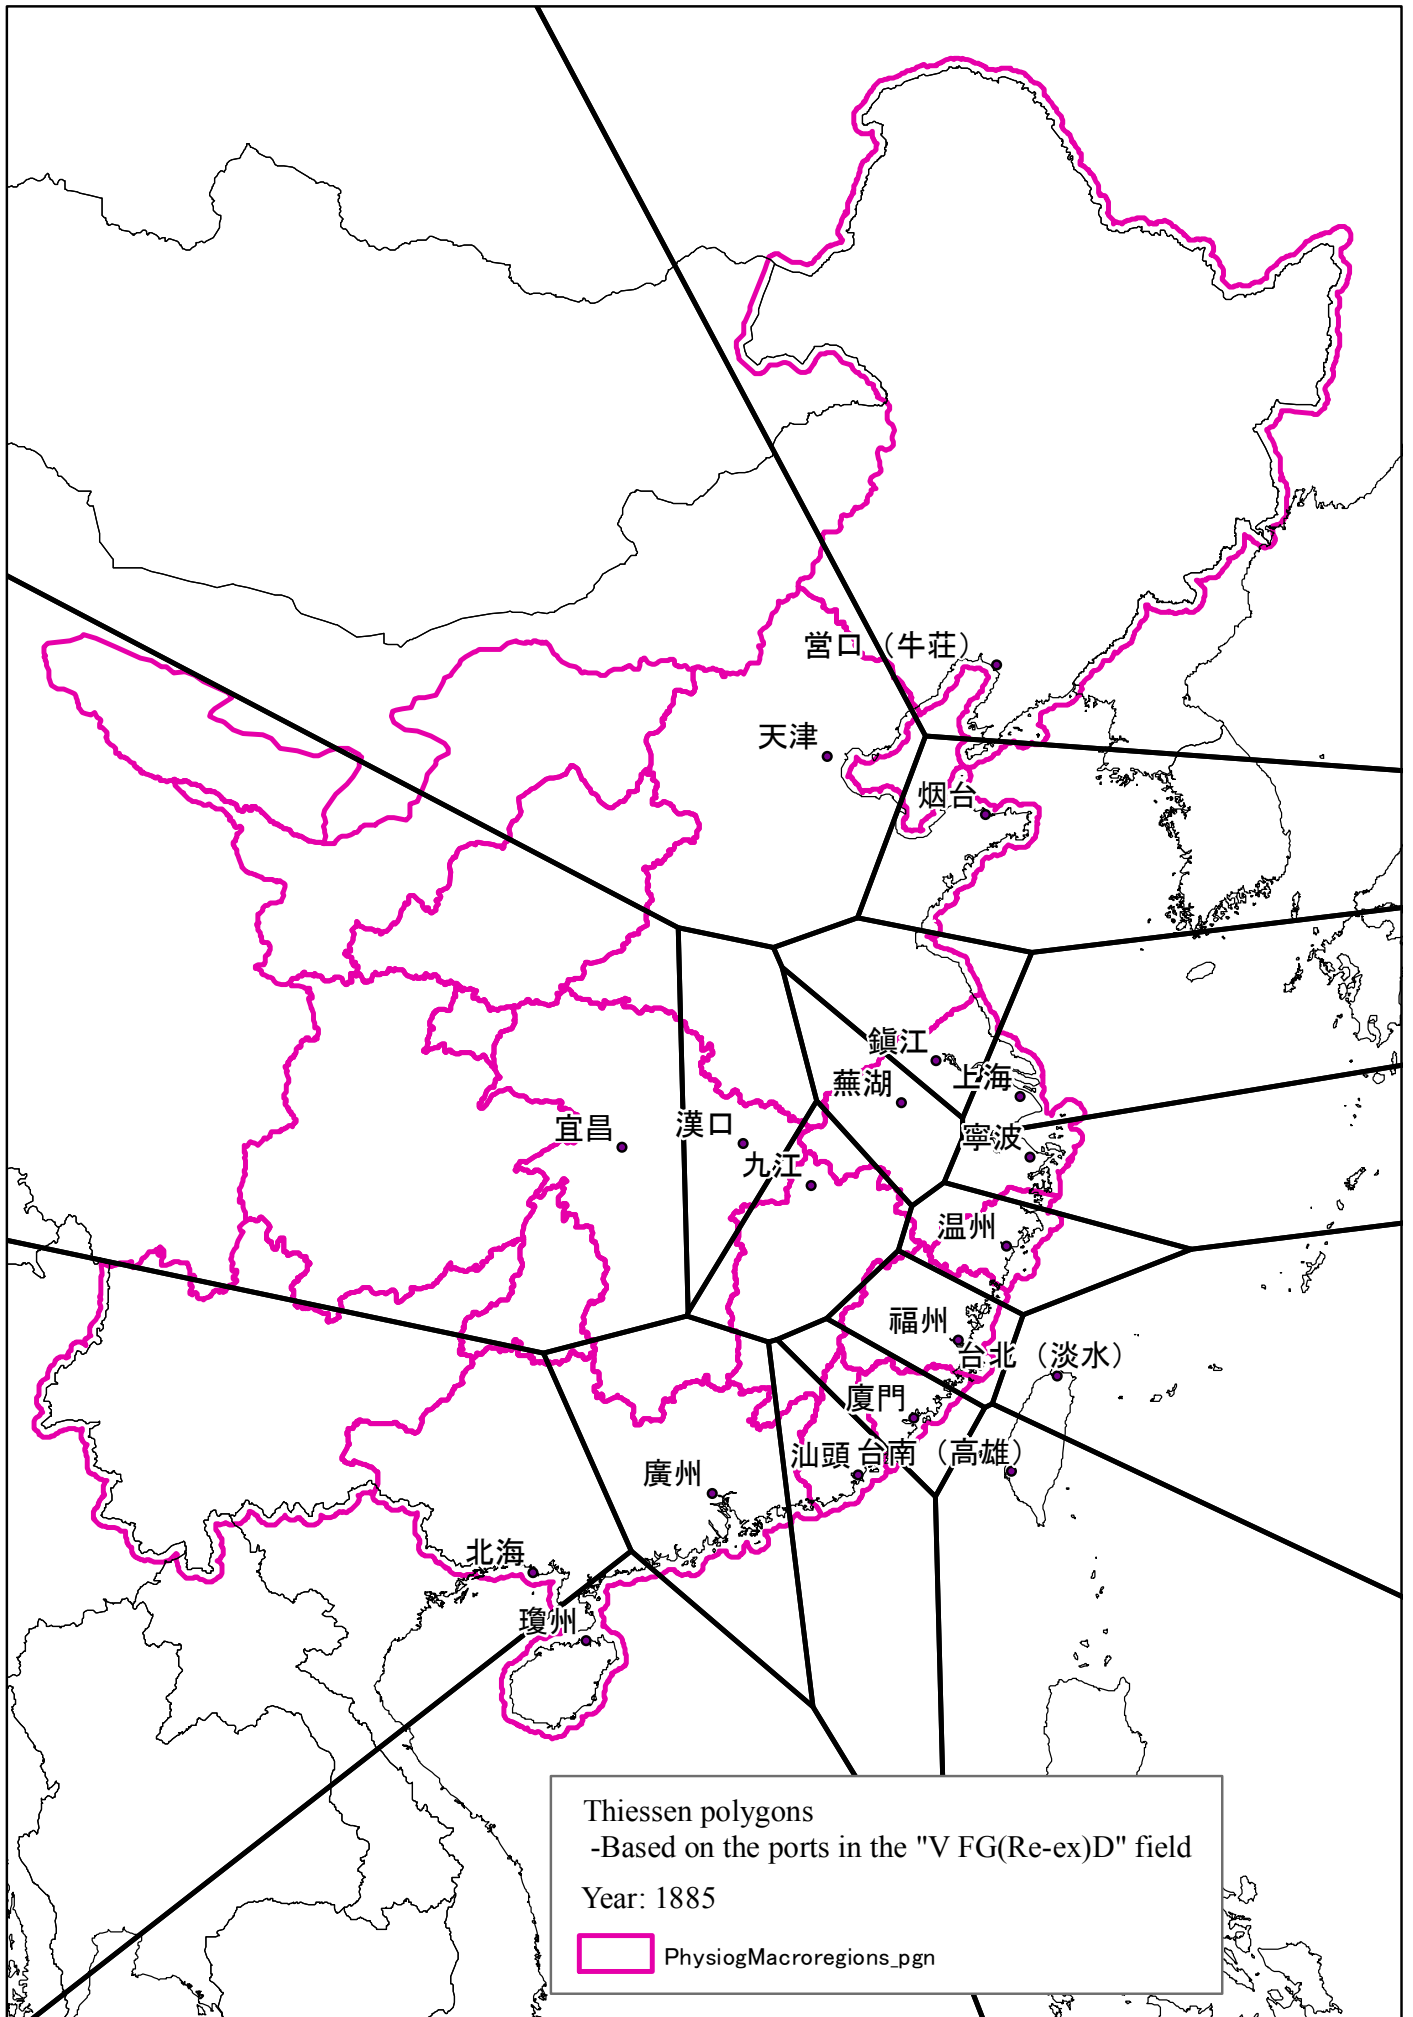 営口（牛荘）
天津
烟台
鎮江
上海
蕪湖
宜昌
漢口
寧波
九江
温州
福州
台北（淡水）
廈門
汕頭
台南（高雄）
廣州
北海
瓊州
Thiessen polygons
-Based on the ports in the "V FG(Re-ex)D" field
Year: 1885
PhysiogMacroregions_pgn